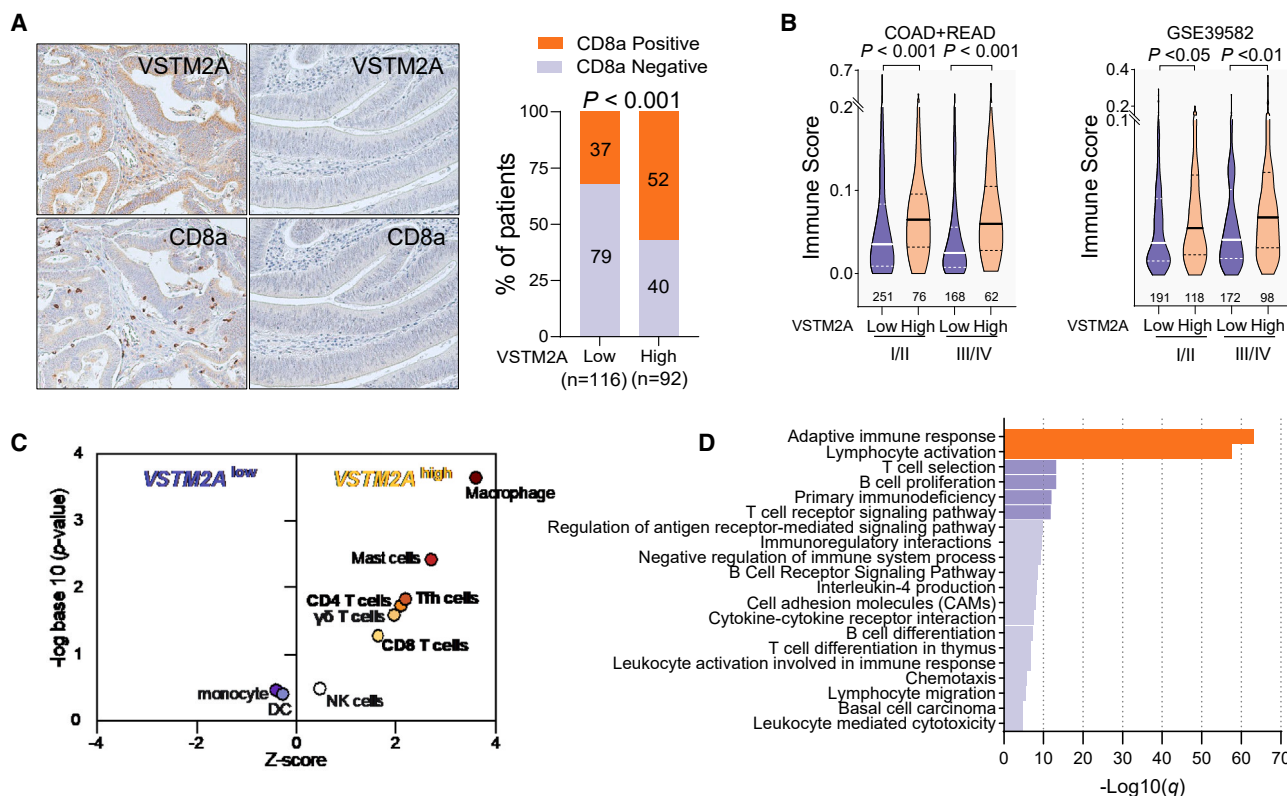 A
VSTM2A
VSTM2A
CD8a
CD8a
CD8a Positive
CD8a Negative
P < 0.001
% of patients
100
75
50
25
0
37
79
52
40
VSTM2A
Low
High
(n=116)
(n=92)
B
COAD+READ
P < 0.001 P < 0.001
Immune Score
0.7
0.2
0.1
0.0
251 76 168 62
VSTM2A Low High Low High
I/II III/IV
GSE39582
P <0.05 P <0.01
Immune Score
0.4
0.2
0.1
191 118 172 98
VSTM2A Low High Low High
I/II III/IV
C
VSTM2A low
VSTM2A high
-log base 10 (p-value)
4
3
2
1
0
Macrophage
Mast cells
CD4 T cells
Tfh cells
γδ T cells
CD8 T cells
monocyte
DC
NK cells
-4 -2 0 2 4
Z-score
D
Adaptive immune response
Lymphocyte activation
T cell selection
B cell proliferation
Primary immunodeficiency
T cell receptor signaling pathway
Regulation of antigen receptor-mediated signaling pathway
Immunoregulatory interactions
Negative regulation of immune system process
B Cell Receptor Signaling Pathway
Interleukin-4 production
Cell adhesion molecules (CAMs)
Cytokine-cytokine receptor interaction
B cell differentiation
T cell differentiation in thymus
Leukocyte activation involved in immune response
Chemotaxis
Lymphocyte migration
Basal cell carcinoma
Leukocyte mediated cytotoxicity
0 10 20 30 40 50 60 70
-Log10(q)